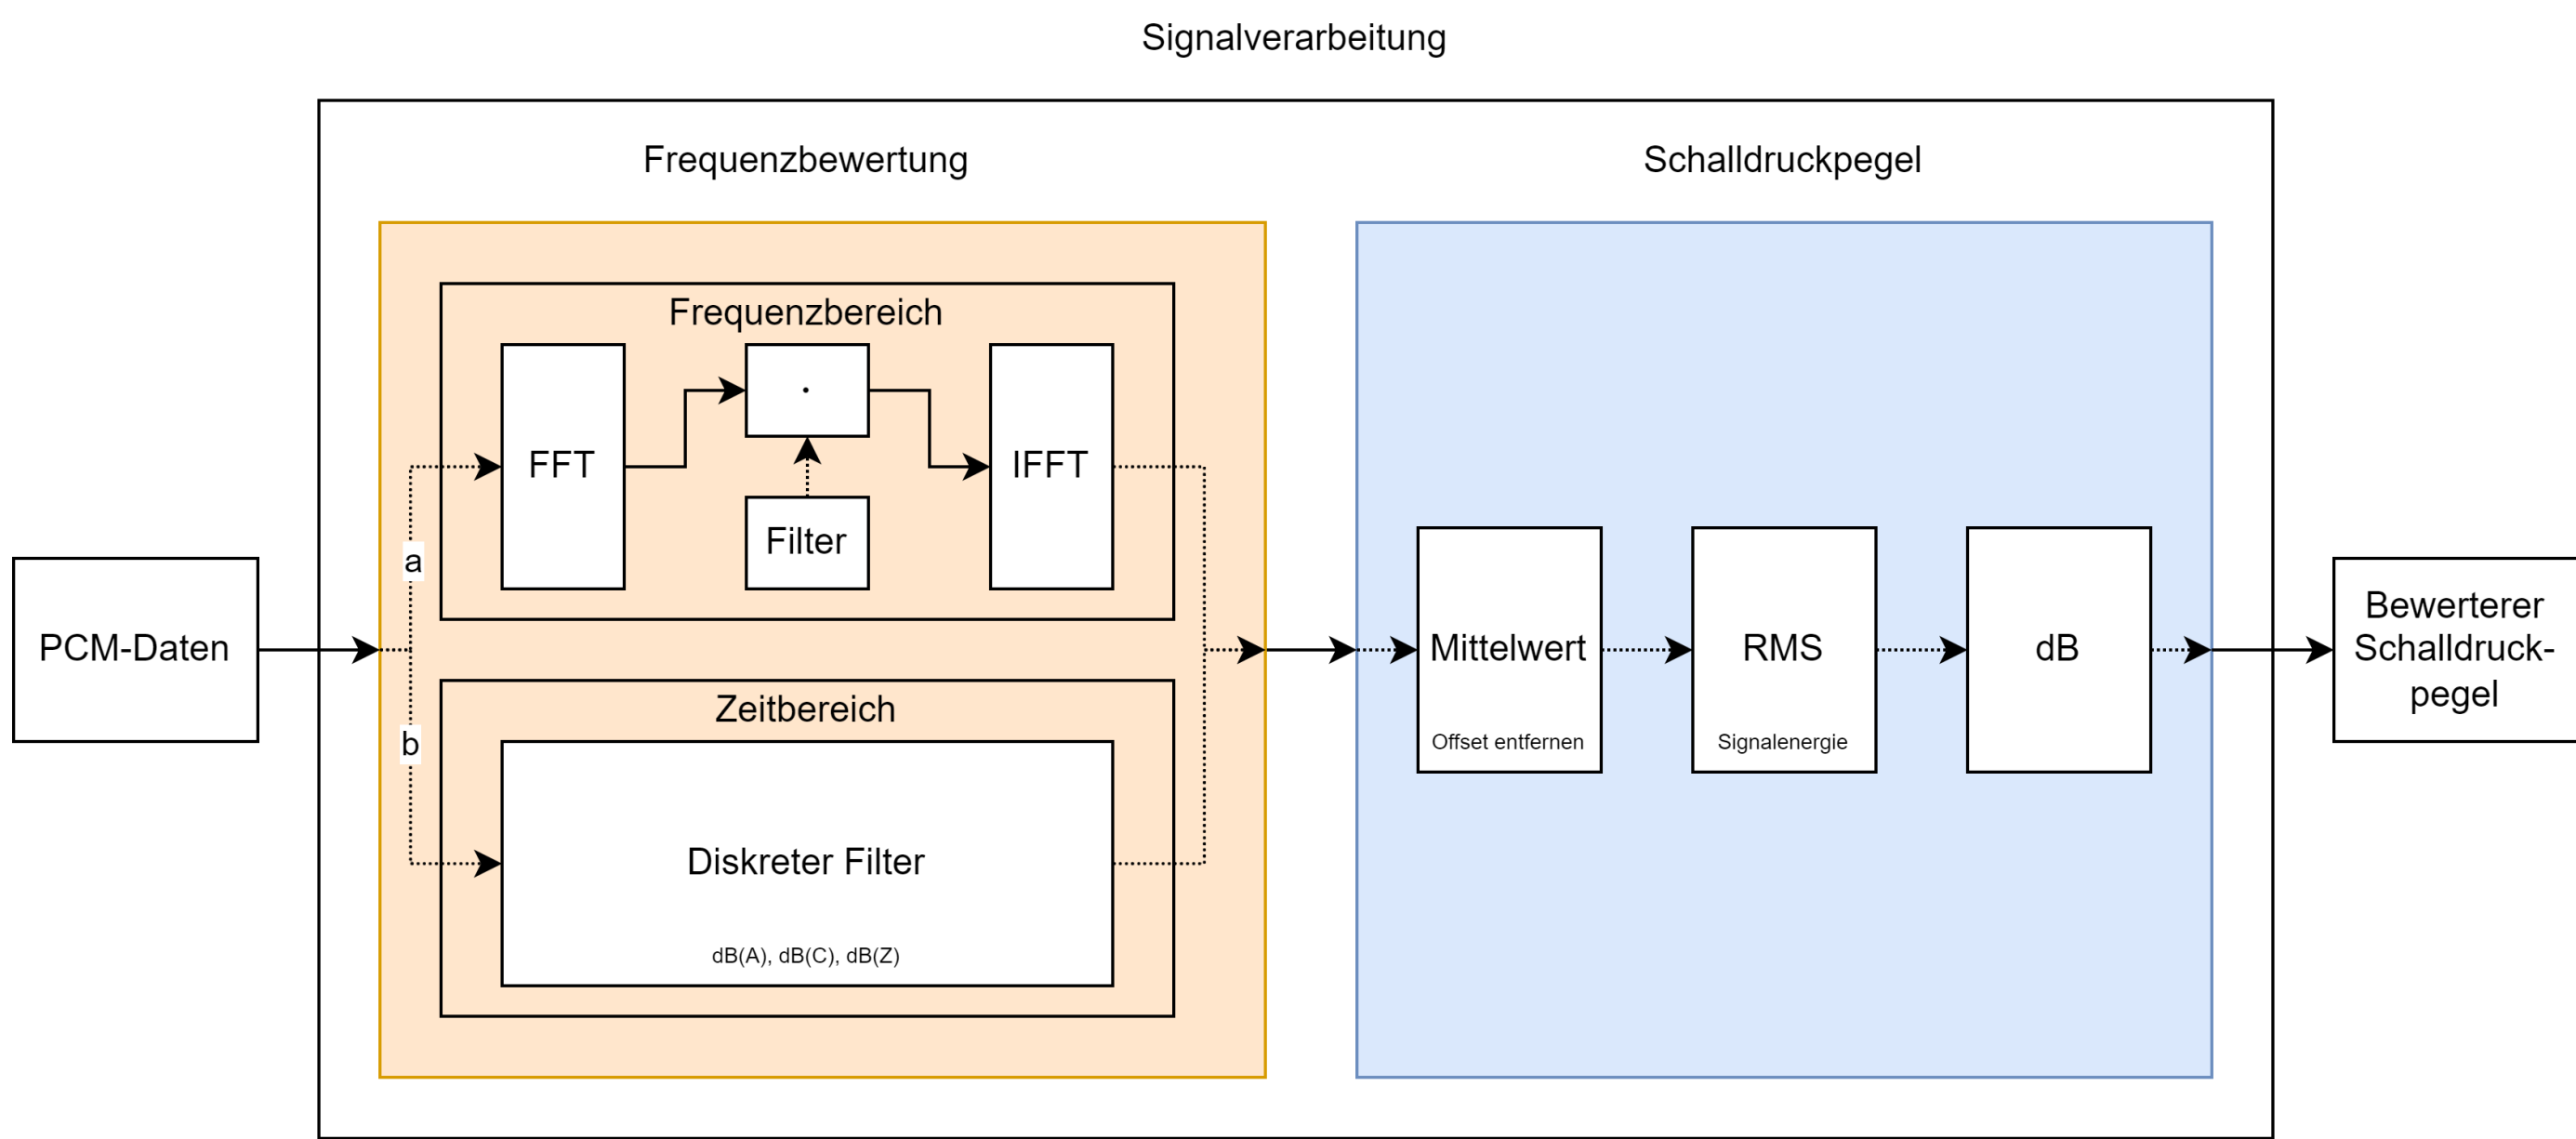 Signalverarbeitung
Frequenzbewertung
Schalldruckpegel
Frequenzbereich
FFT
·
IFFT
Filter
a
PCM-Daten
b
Zeitbereich
Diskreter Filter
dB(A), dB(C), dB(Z)
Mittelwert
Offset entfernen
RMS
Signalenergie
dB
Bewerterer
Schalldruck-
pegel